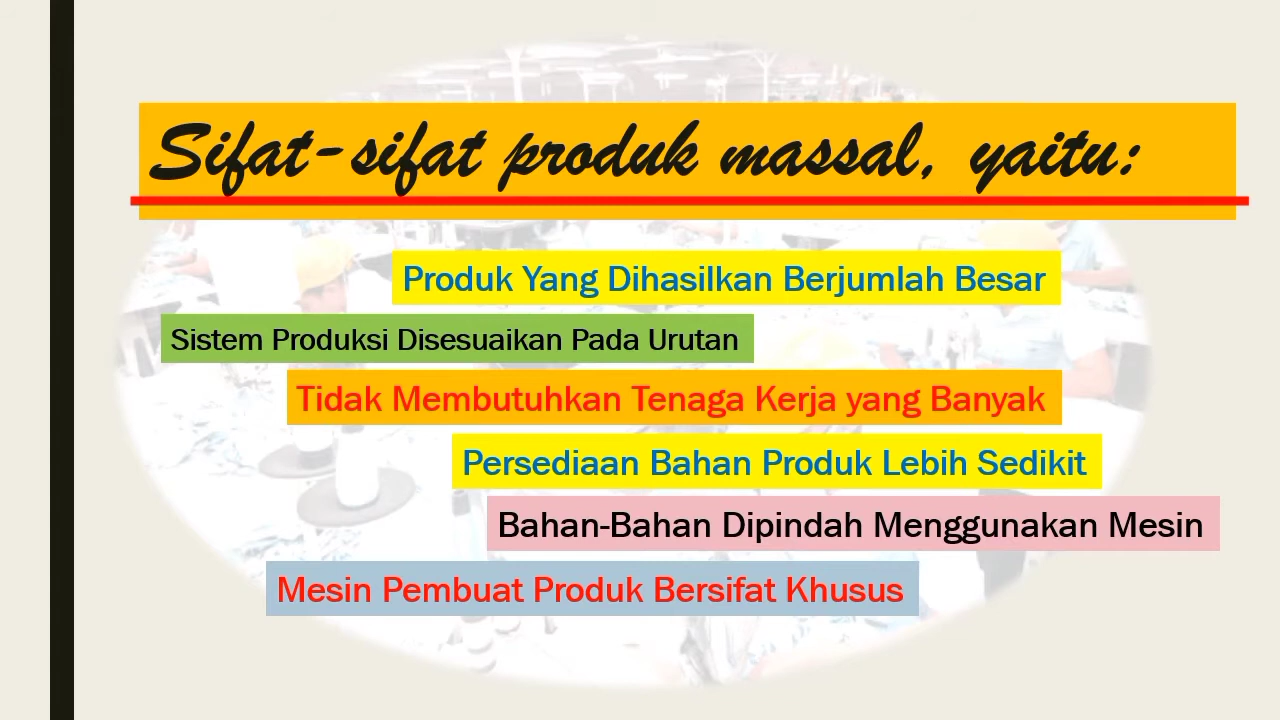 Sifat-sifat produk massal, yaitu:
Produk Yang Dihasilkan Berjumlah Besar
Sistem Produksi Disesuaikan Pada Urutan
Tidak Membutuhkan Tenaga Kerja yang Banyak
Persediaan Bahan Produk Lebih Sedikit
Bahan-Bahan Dipindah Menggunakan Mesin
Mesin Pembuat Produk Bersifat Khusus